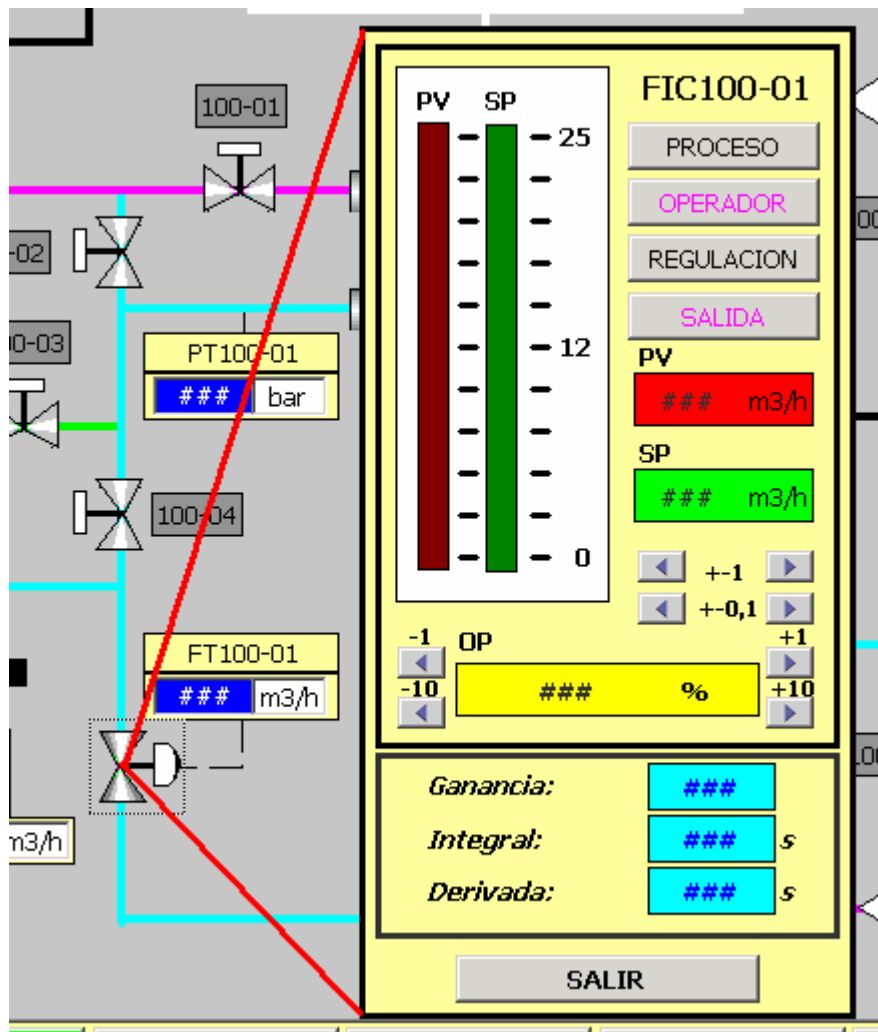 100-01
-02
PT100-01
### bar
0-03
100-04
FT100-01
### m3/h
m3/h
FIC100-01
PV SP
25
12
0
PROCESO
OPERADOR
REGULACION
SALIDA
PV
### m3/h
SP
### m3/h
+-1
+-0,1
-1 OP +1
-10 ### % +10
Ganancia: ###
Integral: ### s
Derivada: ### s
SALIR
00
00